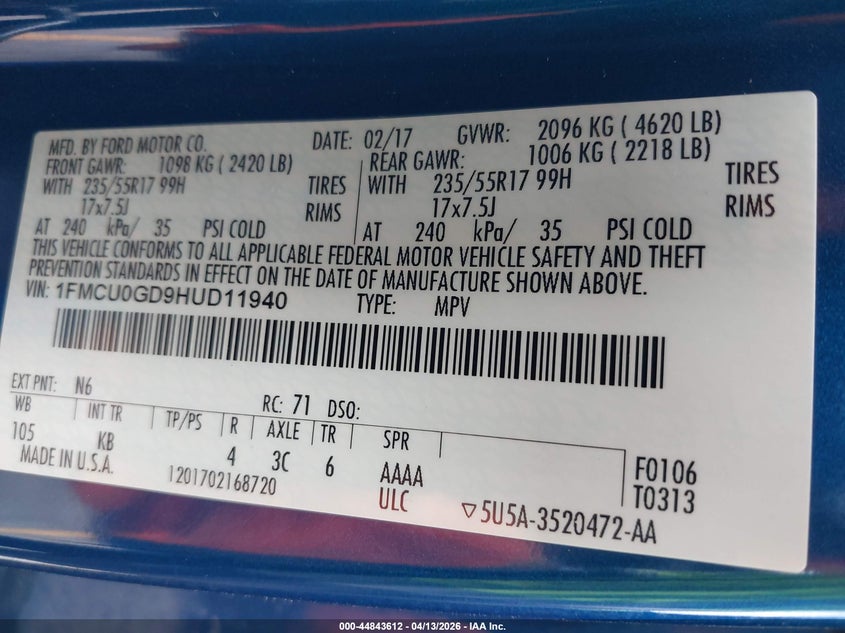 MFD. BY FORD MOTOR CO. DATE: 02/17 GVWR: 2096 KG ( 4620 LB)
FRONT GAWR: 1098 KG ( 2420 LB) REAR GAWR: 1006 KG ( 2218 LB)
WITH 235/55R17 99H TIRES WITH 235/55R17 99H TIRES
17x7.5J RIMS 17x7.5J RIMS
AT 240 kPa/ 35 PSI COLD AT 240 kPa/ 35 PSI COLD
THIS VEHICLE CONFORMS TO ALL APPLICABLE FEDERAL MOTOR VEHICLE SAFETY AND THEFT
PREVENTION STANDARDS IN EFFECT ON THE DATE OF MANUFACTURE SHOWN ABOVE.
VIN: 1FMCU0GD9HUD11940 TYPE: MPV
EXT PNT: N6 RC: 71 DSO:
WB INT TR TP/PS R AXLE TR SPR
105 KB 4 3C 6 AAAA F0106
MADE IN U.S.A. 1201702168720 ULC T0313
▽5U5A-3520472-AA
000-44843612 - 04/13/2026 - IAA Inc.